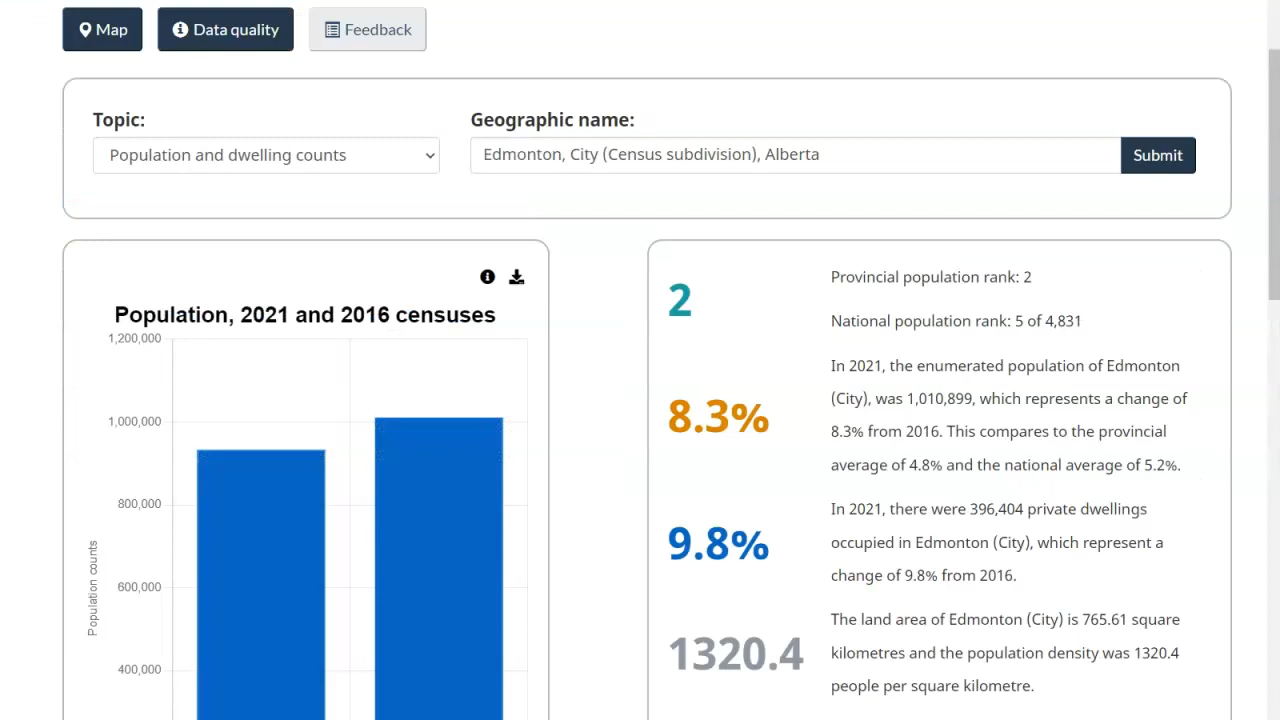 Map
Data quality
Feedback
Topic:
Population and dwelling counts
Geographic name:
Edmonton, City (Census subdivision), Alberta
Submit
Population, 2021 and 2016 censuses
1,200,000
1,000,000
800,000
600,000
400,000
Population counts
2
Provincial population rank: 2
National population rank: 5 of 4,831
8.3%
In 2021, the enumerated population of Edmonton
(City), was 1,010,899, which represents a change of
8.3% from 2016. This compares to the provincial
average of 4.8% and the national average of 5.2%.
9.8%
In 2021, there were 396,404 private dwellings
occupied in Edmonton (City), which represent a
change of 9.8% from 2016.
1320.4
The land area of Edmonton (City) is 765.61 square
kilometres and the population density was 1320.4
people per square kilometre.